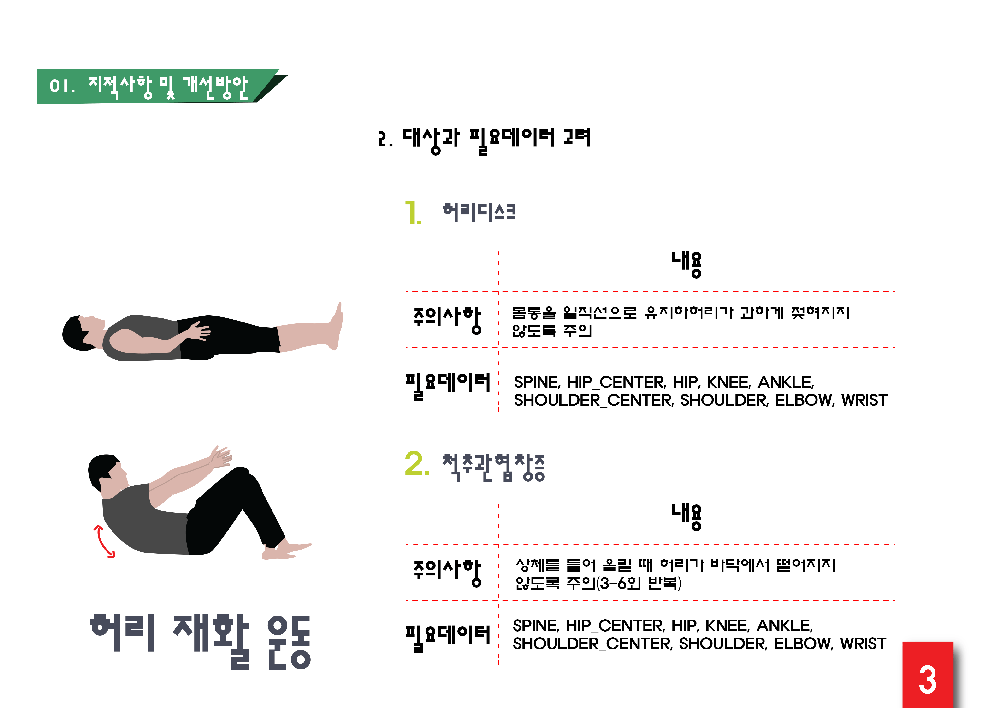 01. 지적사항 및 개선방안
2. 대상과 필요데이터 고려
1. 허리디스크
내용
주의사항
몸통을 일직선으로 유지하허리가 과하게 젖혀지지
않도록 주의
필요데이터
SPINE, HIP_CENTER, HIP, KNEE, ANKLE,
SHOULDER_CENTER, SHOULDER, ELBOW, WRIST
2. 척추관협창증
내용
주의사항
상체를 들어 올릴 때 허리가 바닥에서 떨어지지
않도록 주의(3-6회 반복)
필요데이터
SPINE, HIP_CENTER, HIP, KNEE, ANKLE,
SHOULDER_CENTER, SHOULDER, ELBOW, WRIST
허리 재활 운동
3